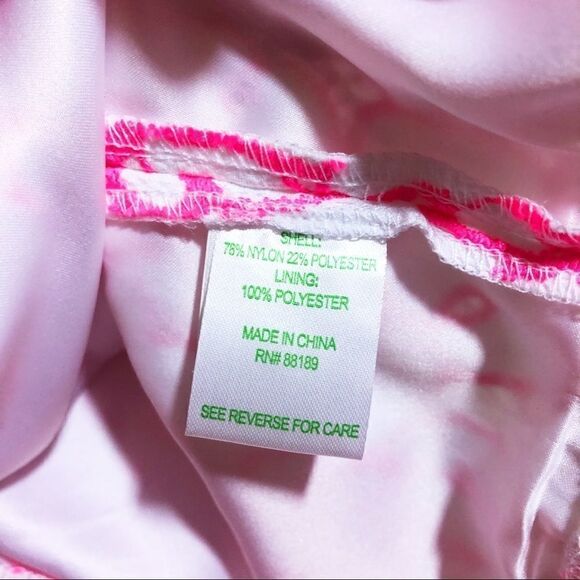 SHELL:
78% NYLON 22% POLYESTER
LINING:
100% POLYESTER
MADE IN CHINA
RN# 88189
SEE REVERSE FOR CARE